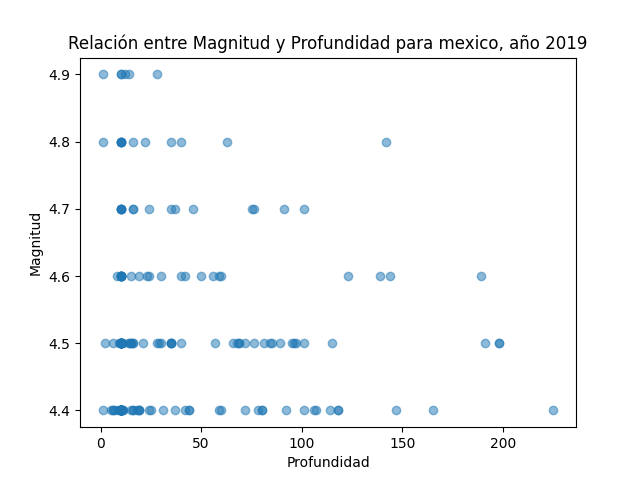 Relación entre Magnitud y Profundidad para mexico, año 2019
4.9
4.8
4.7
4.6
4.5
4.4
Magnitud
0 50 100 150 200
Profundidad